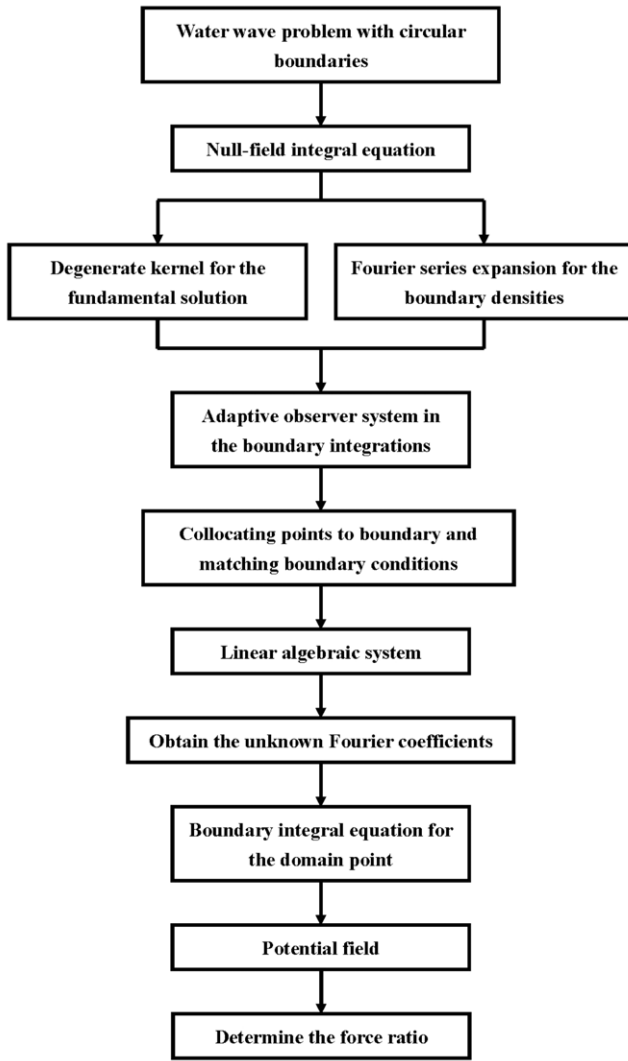 Water wave problem with circular
boundaries
Null-field integral equation
Degenerate kernel for the
fundamental solution
Fourier series expansion for the
boundary densities
Adaptive observer system in
the boundary integrations
Collocating points to boundary and
matching boundary conditions
Linear algebraic system
Obtain the unknown Fourier coefficients
Boundary integral equation for
the domain point
Potential field
Determine the force ratio